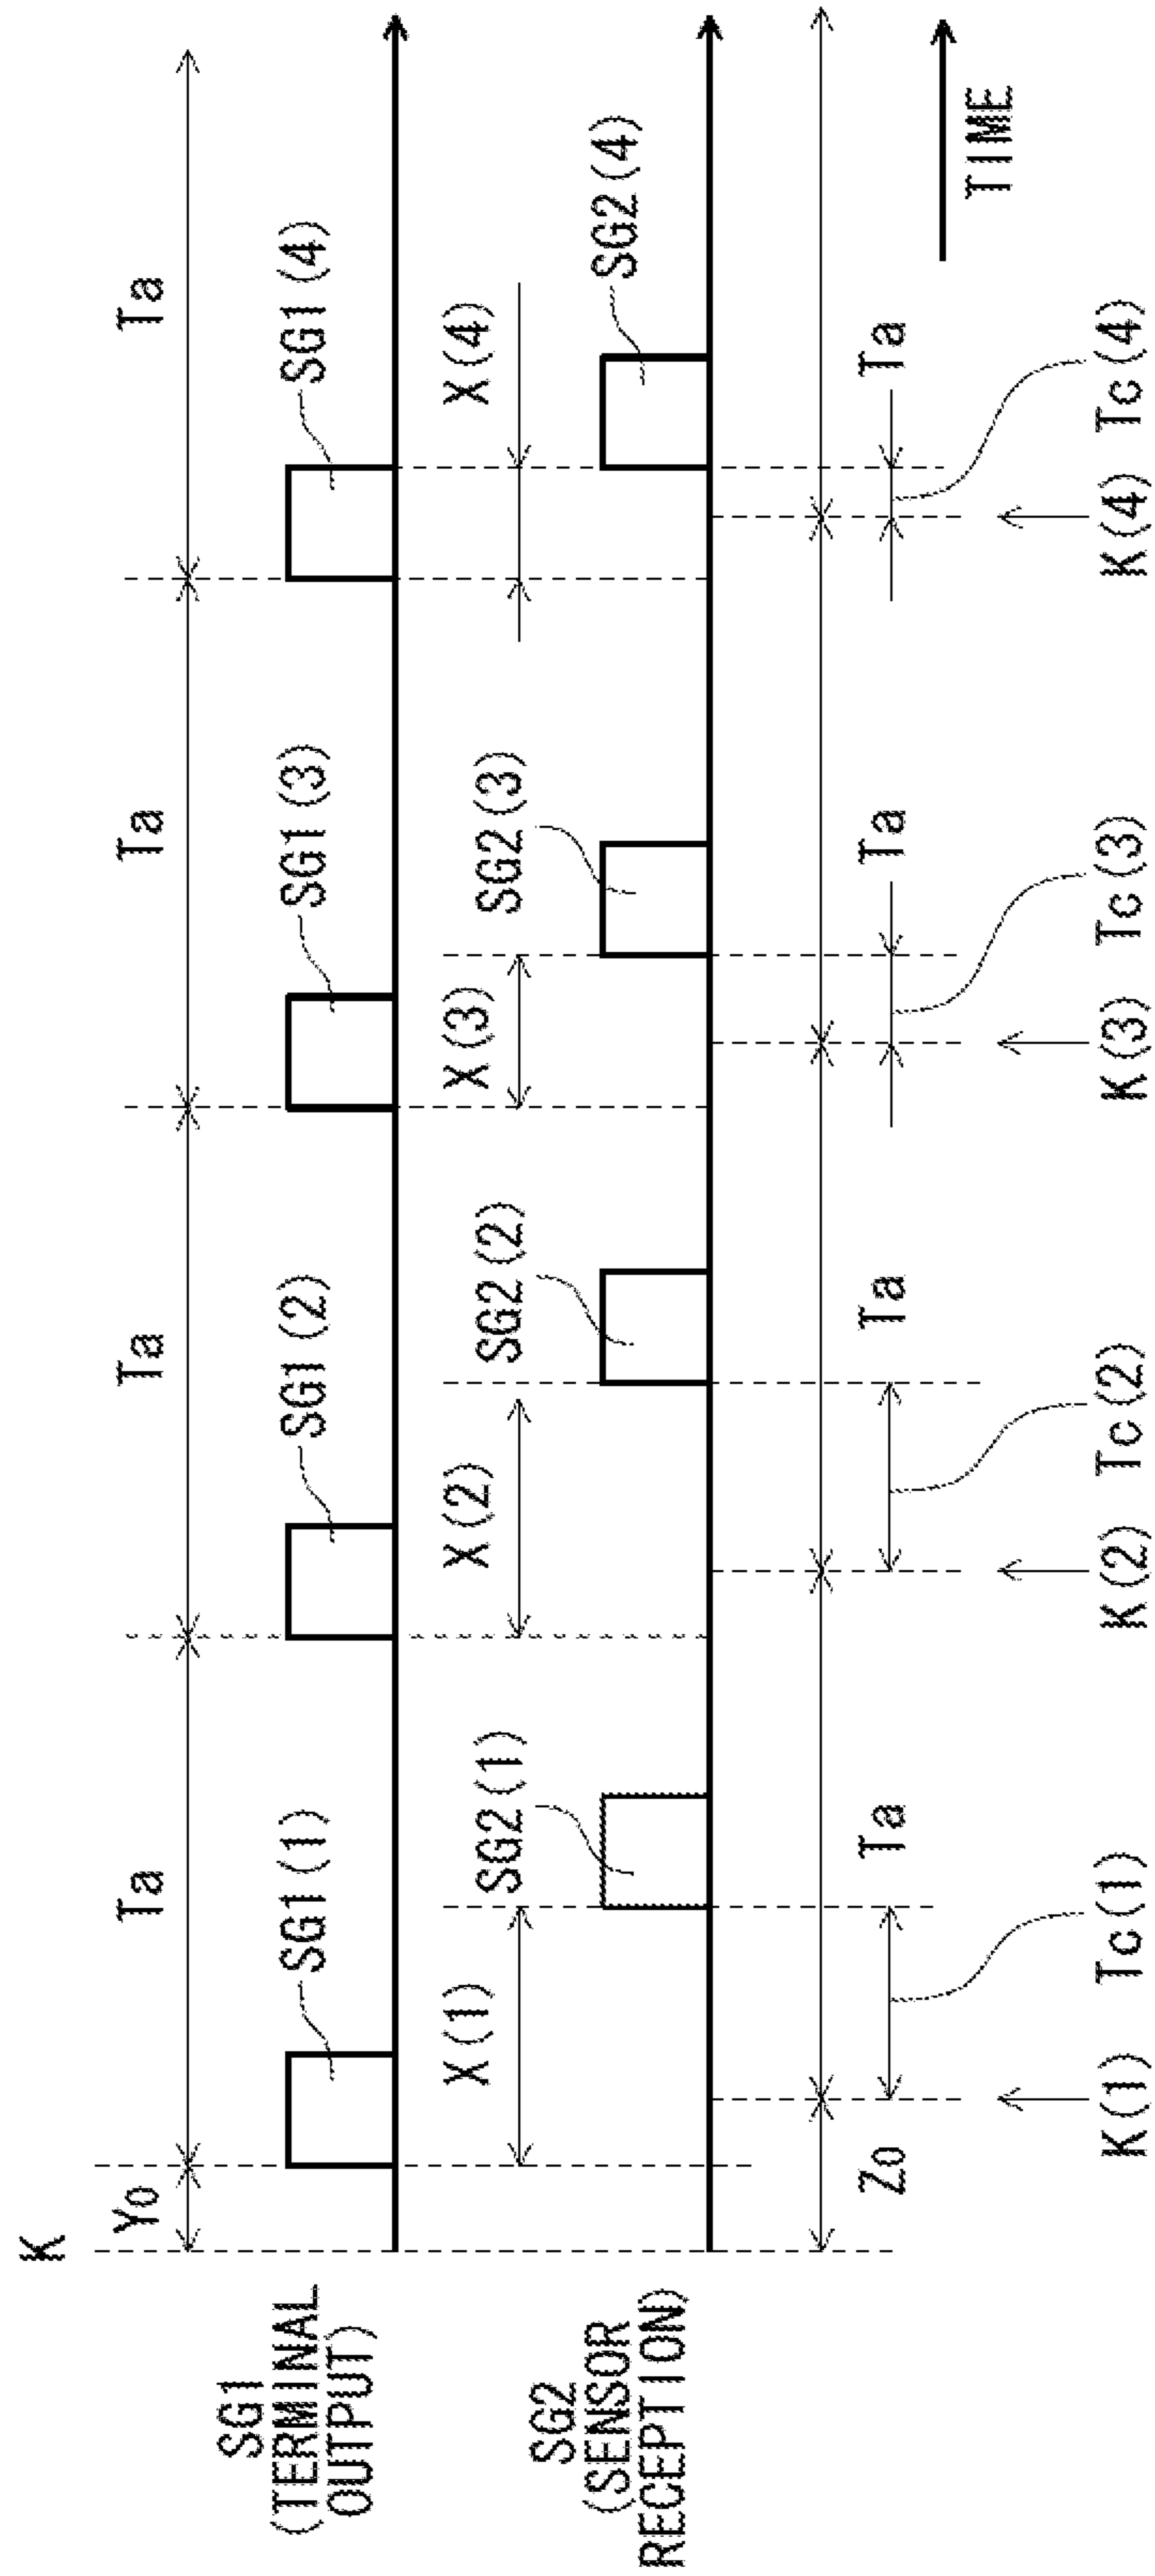 K
Y0
Ta
Ta
Ta
Ta
SG1
(TERMINAL
OUTPUT)
SG1(1)
SG1(2)
SG1(3)
SG1(4)
X(1)
X(2)
X(3)
X(4)
SG2
(SENSOR
RECEPTION)
SG2(1)
SG2(2)
SG2(3)
SG2(4)
Z0
Ta
Ta
Ta
Ta
TIME
K(1)
Tc(1)
K(2)
Tc(2)
K(3)
Tc(3)
K(4)
Tc(4)